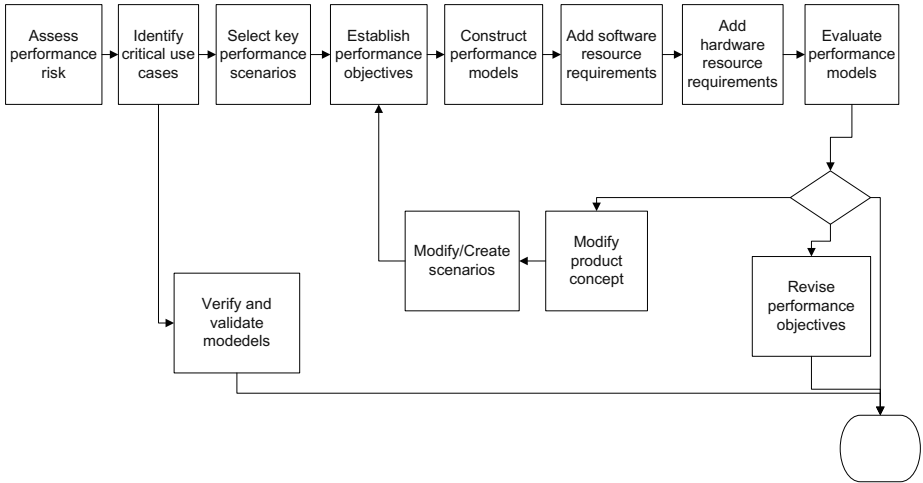 Assess
performance
risk
Identify
critical use
cases
Select key
performance
scenarios
Establish
performance
objectives
Construct
performance
models
Add software
resource
requirements
Add
hardware
resource
requirements
Evaluate
performance
models
Modify/Create
scenarios
Modify
product
concept
Revise
performance
objectives
Verify and
validate
modedels